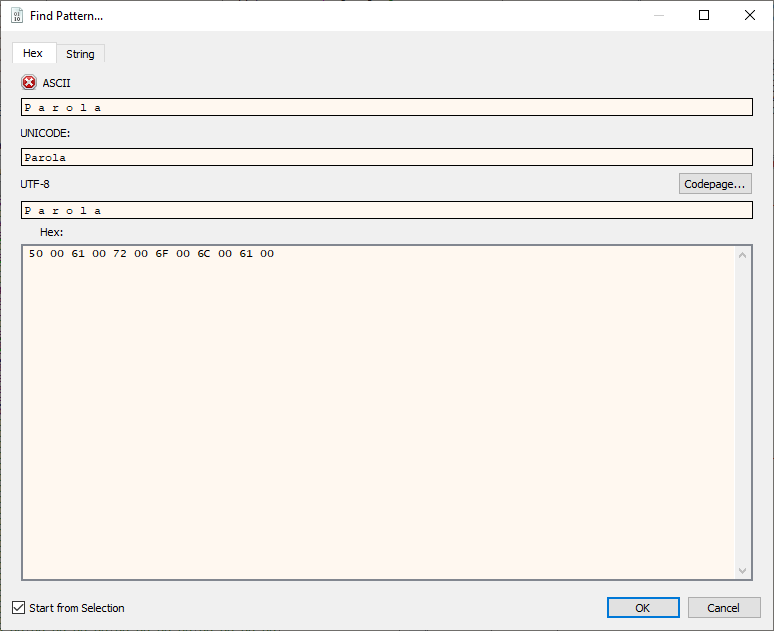 Find Pattern...
Hex String
ASCII
P a r o l a
UNICODE:
Parola
UTF-8
Codepage...
P a r o l a
Hex:
50 00 61 00 72 00 6F 00 6C 00 61 00
Start from Selection
OK Cancel